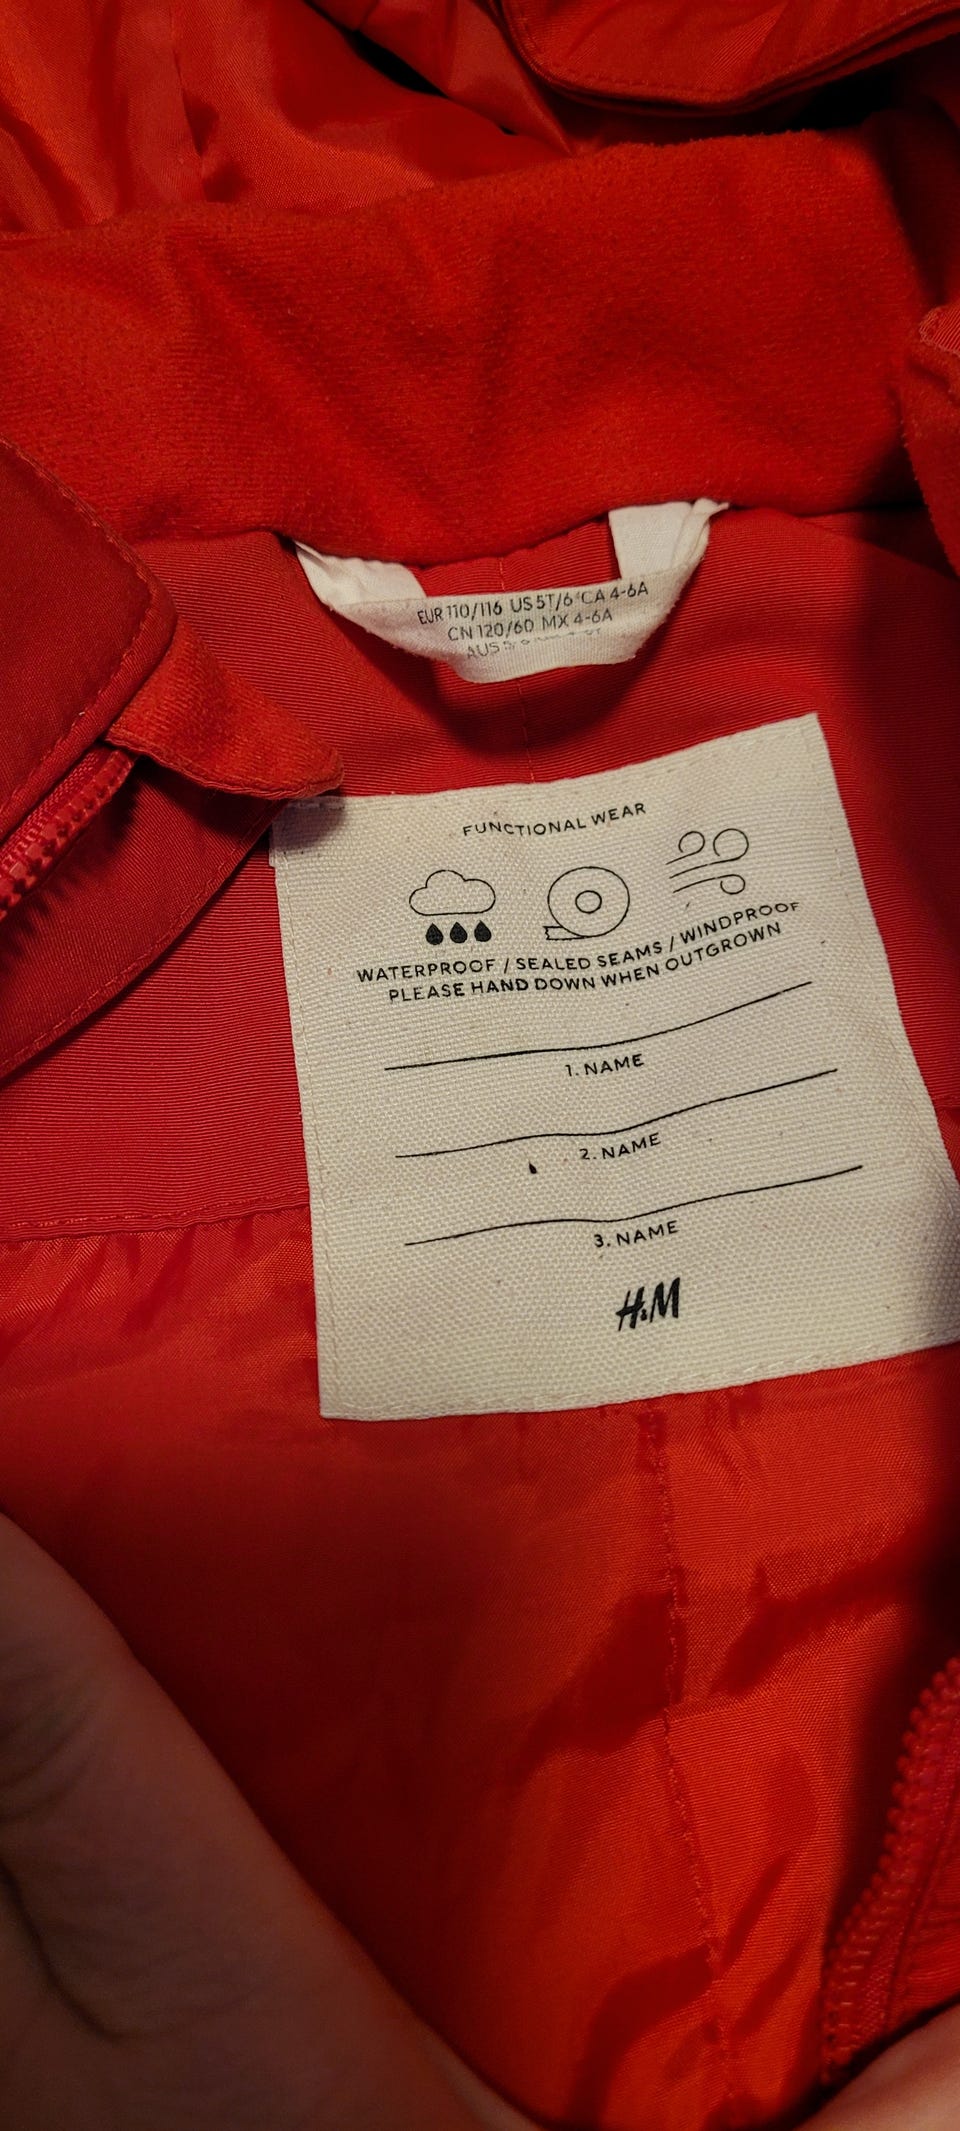 EUR 110/116 US 5T/6 CA 4-6A
CN 120/60 MX 4-6A
AUS
FUNCTIONAL WEAR
WATERPROOF / SEALED SEAMS / WINDPROOF
PLEASE HAND DOWN WHEN OUTGROWN
1. NAME
2. NAME
3. NAME
H&M